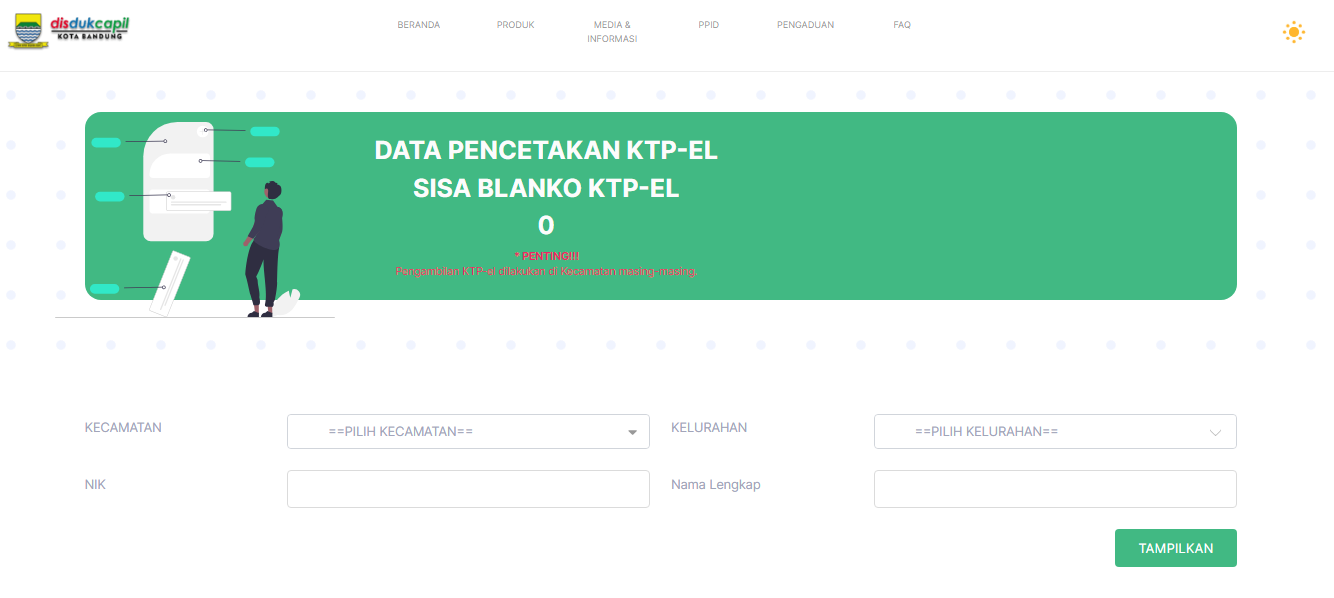 disdukcapil
KOTA BANDUNG
BERANDA
PRODUK
MEDIA &
INFORMASI
PPID
PENGADUAN
FAQ
DATA PENCETAKAN KTP-EL
SISA BLANKO KTP-EL
0
* PENTING!!!
Pengambilan KTP-el dilakukan di Kecamatan masing-masing.
KECAMATAN
==PILIH KECAMATAN==
KELURAHAN
==PILIH KELURAHAN==
NIK
Nama Lengkap
TAMPILKAN